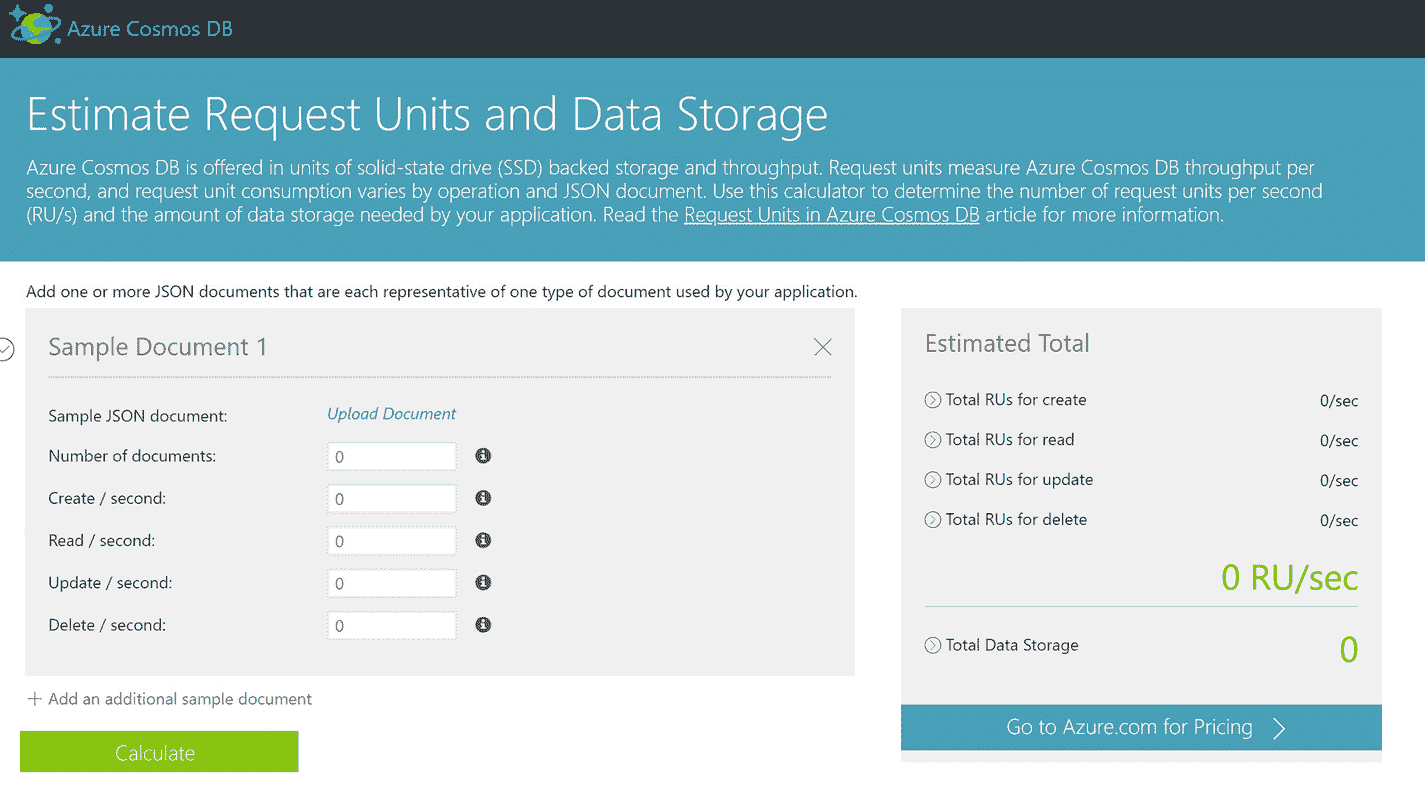 Azure Cosmos DB
Estimate Request Units and Data Storage
Azure Cosmos DB is offered in units of solid-state drive (SSD) backed storage and throughput. Request units measure Azure Cosmos DB throughput per
second, and request unit consumption varies by operation and JSON document. Use this calculator to determine the number of request units per second
(RU/s) and the amount of data storage needed by your application. Read the Request Units in Azure Cosmos DB article for more information.
Add one or more JSON documents that are each representative of one type of document used by your application.
Sample Document 1
Sample JSON document: Upload Document
Number of documents: 0
Create / second: 0
Read / second: 0
Update / second: 0
Delete / second: 0
+ Add an additional sample document
Calculate
Estimated Total
Total RUs for create 0/sec
Total RUs for read 0/sec
Total RUs for update 0/sec
Total RUs for delete 0/sec
0 RU/sec
Total Data Storage 0
Go to Azure.com for Pricing